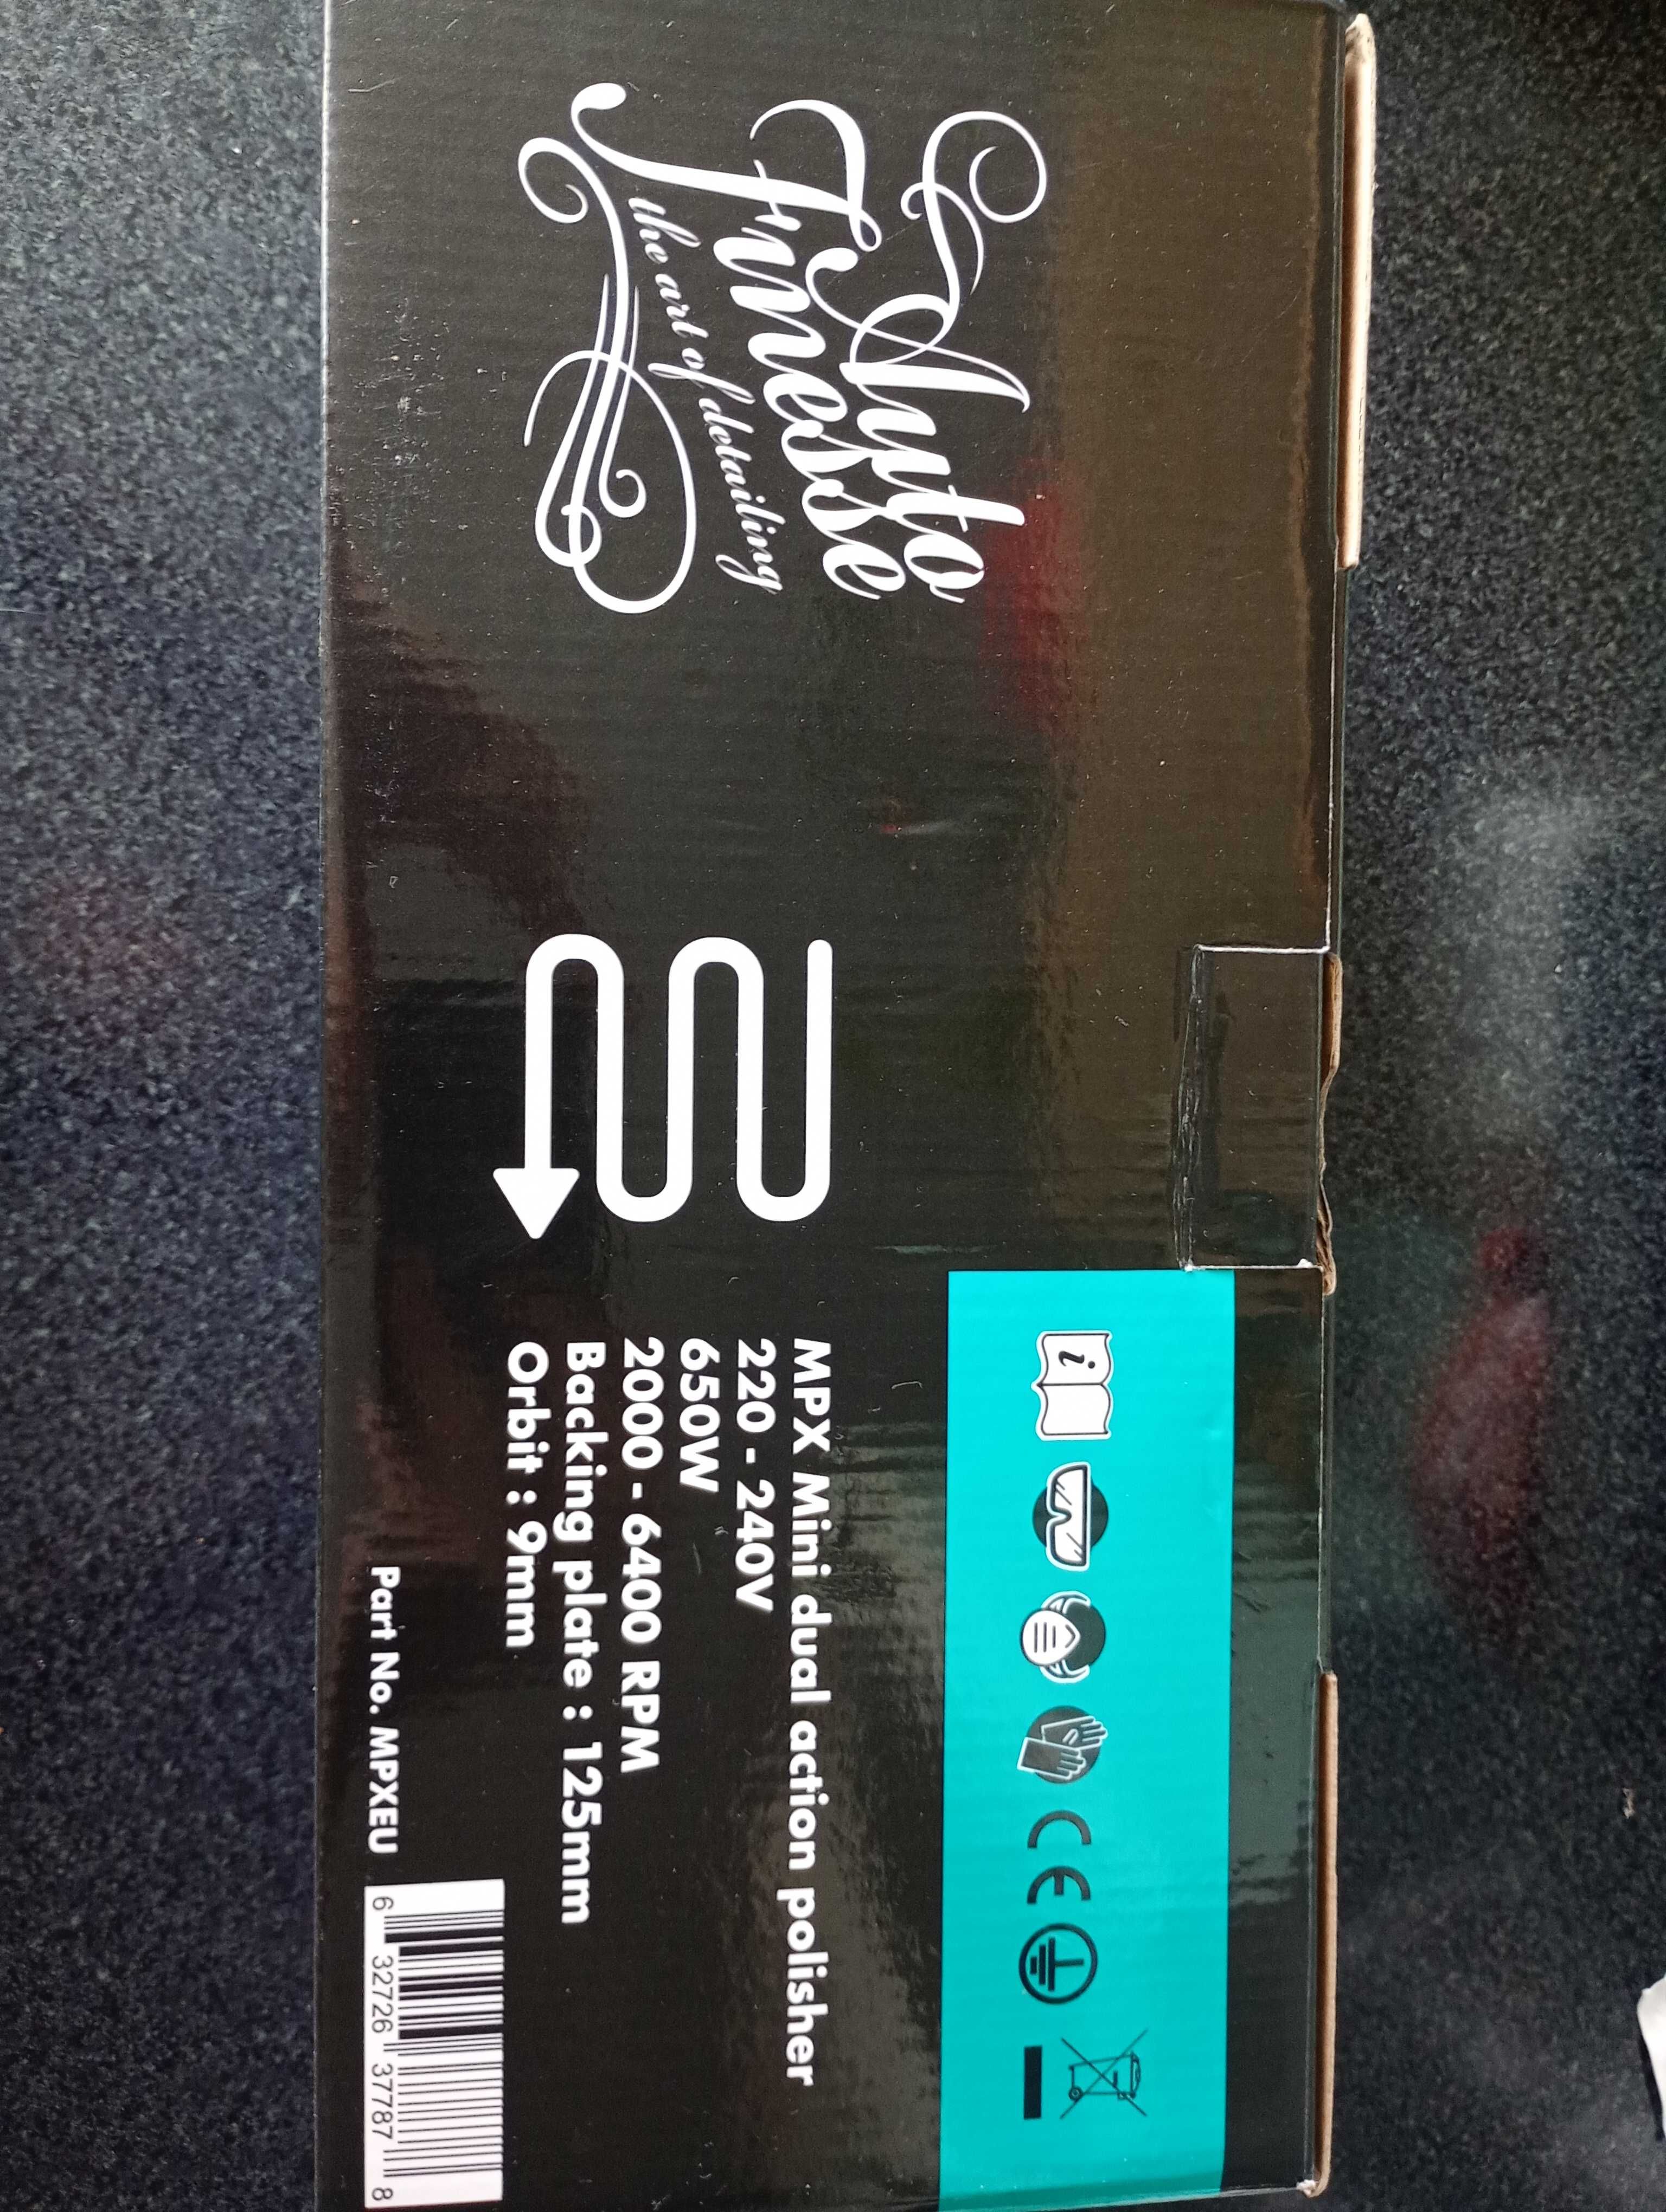 Auto
Finesse
the art of detailing
i
CE
MPX Mini dual action polisher
220 - 240V
650W
2000 - 6400 RPM
Backing plate : 125mm
Orbit : 9mm
Part No. MPXEU
6 32726 37787 8